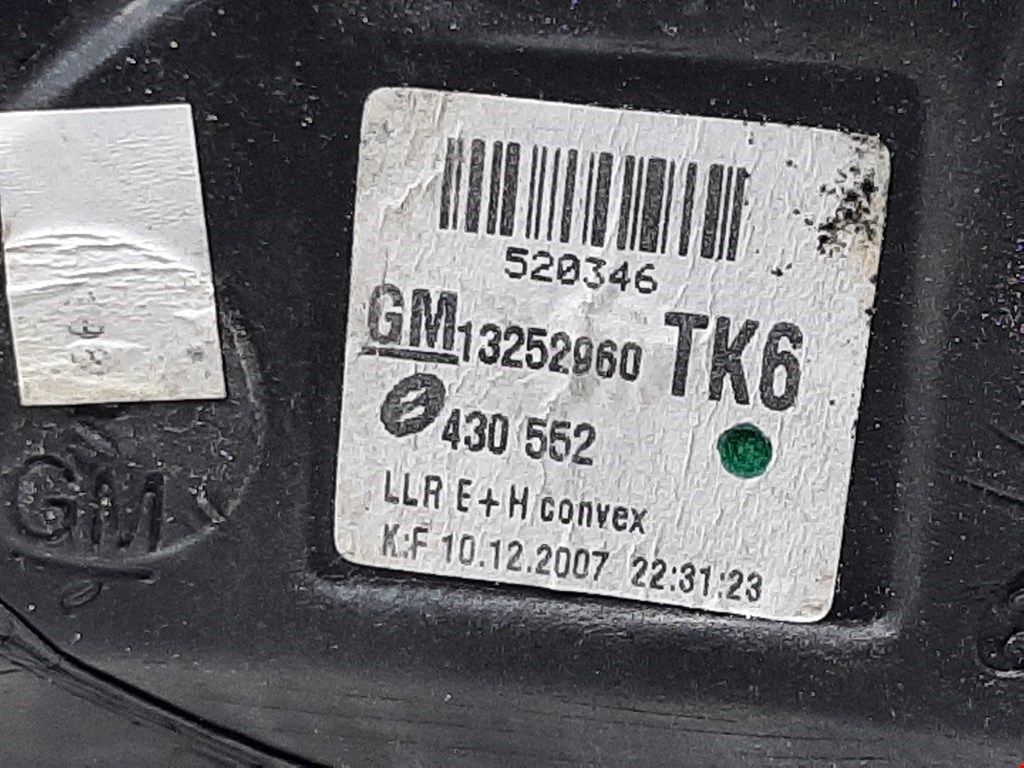 520346
GM 13252960 TK6
430 552
LLR E+H convex
K:F 10.12.2007 22:31:23
GM